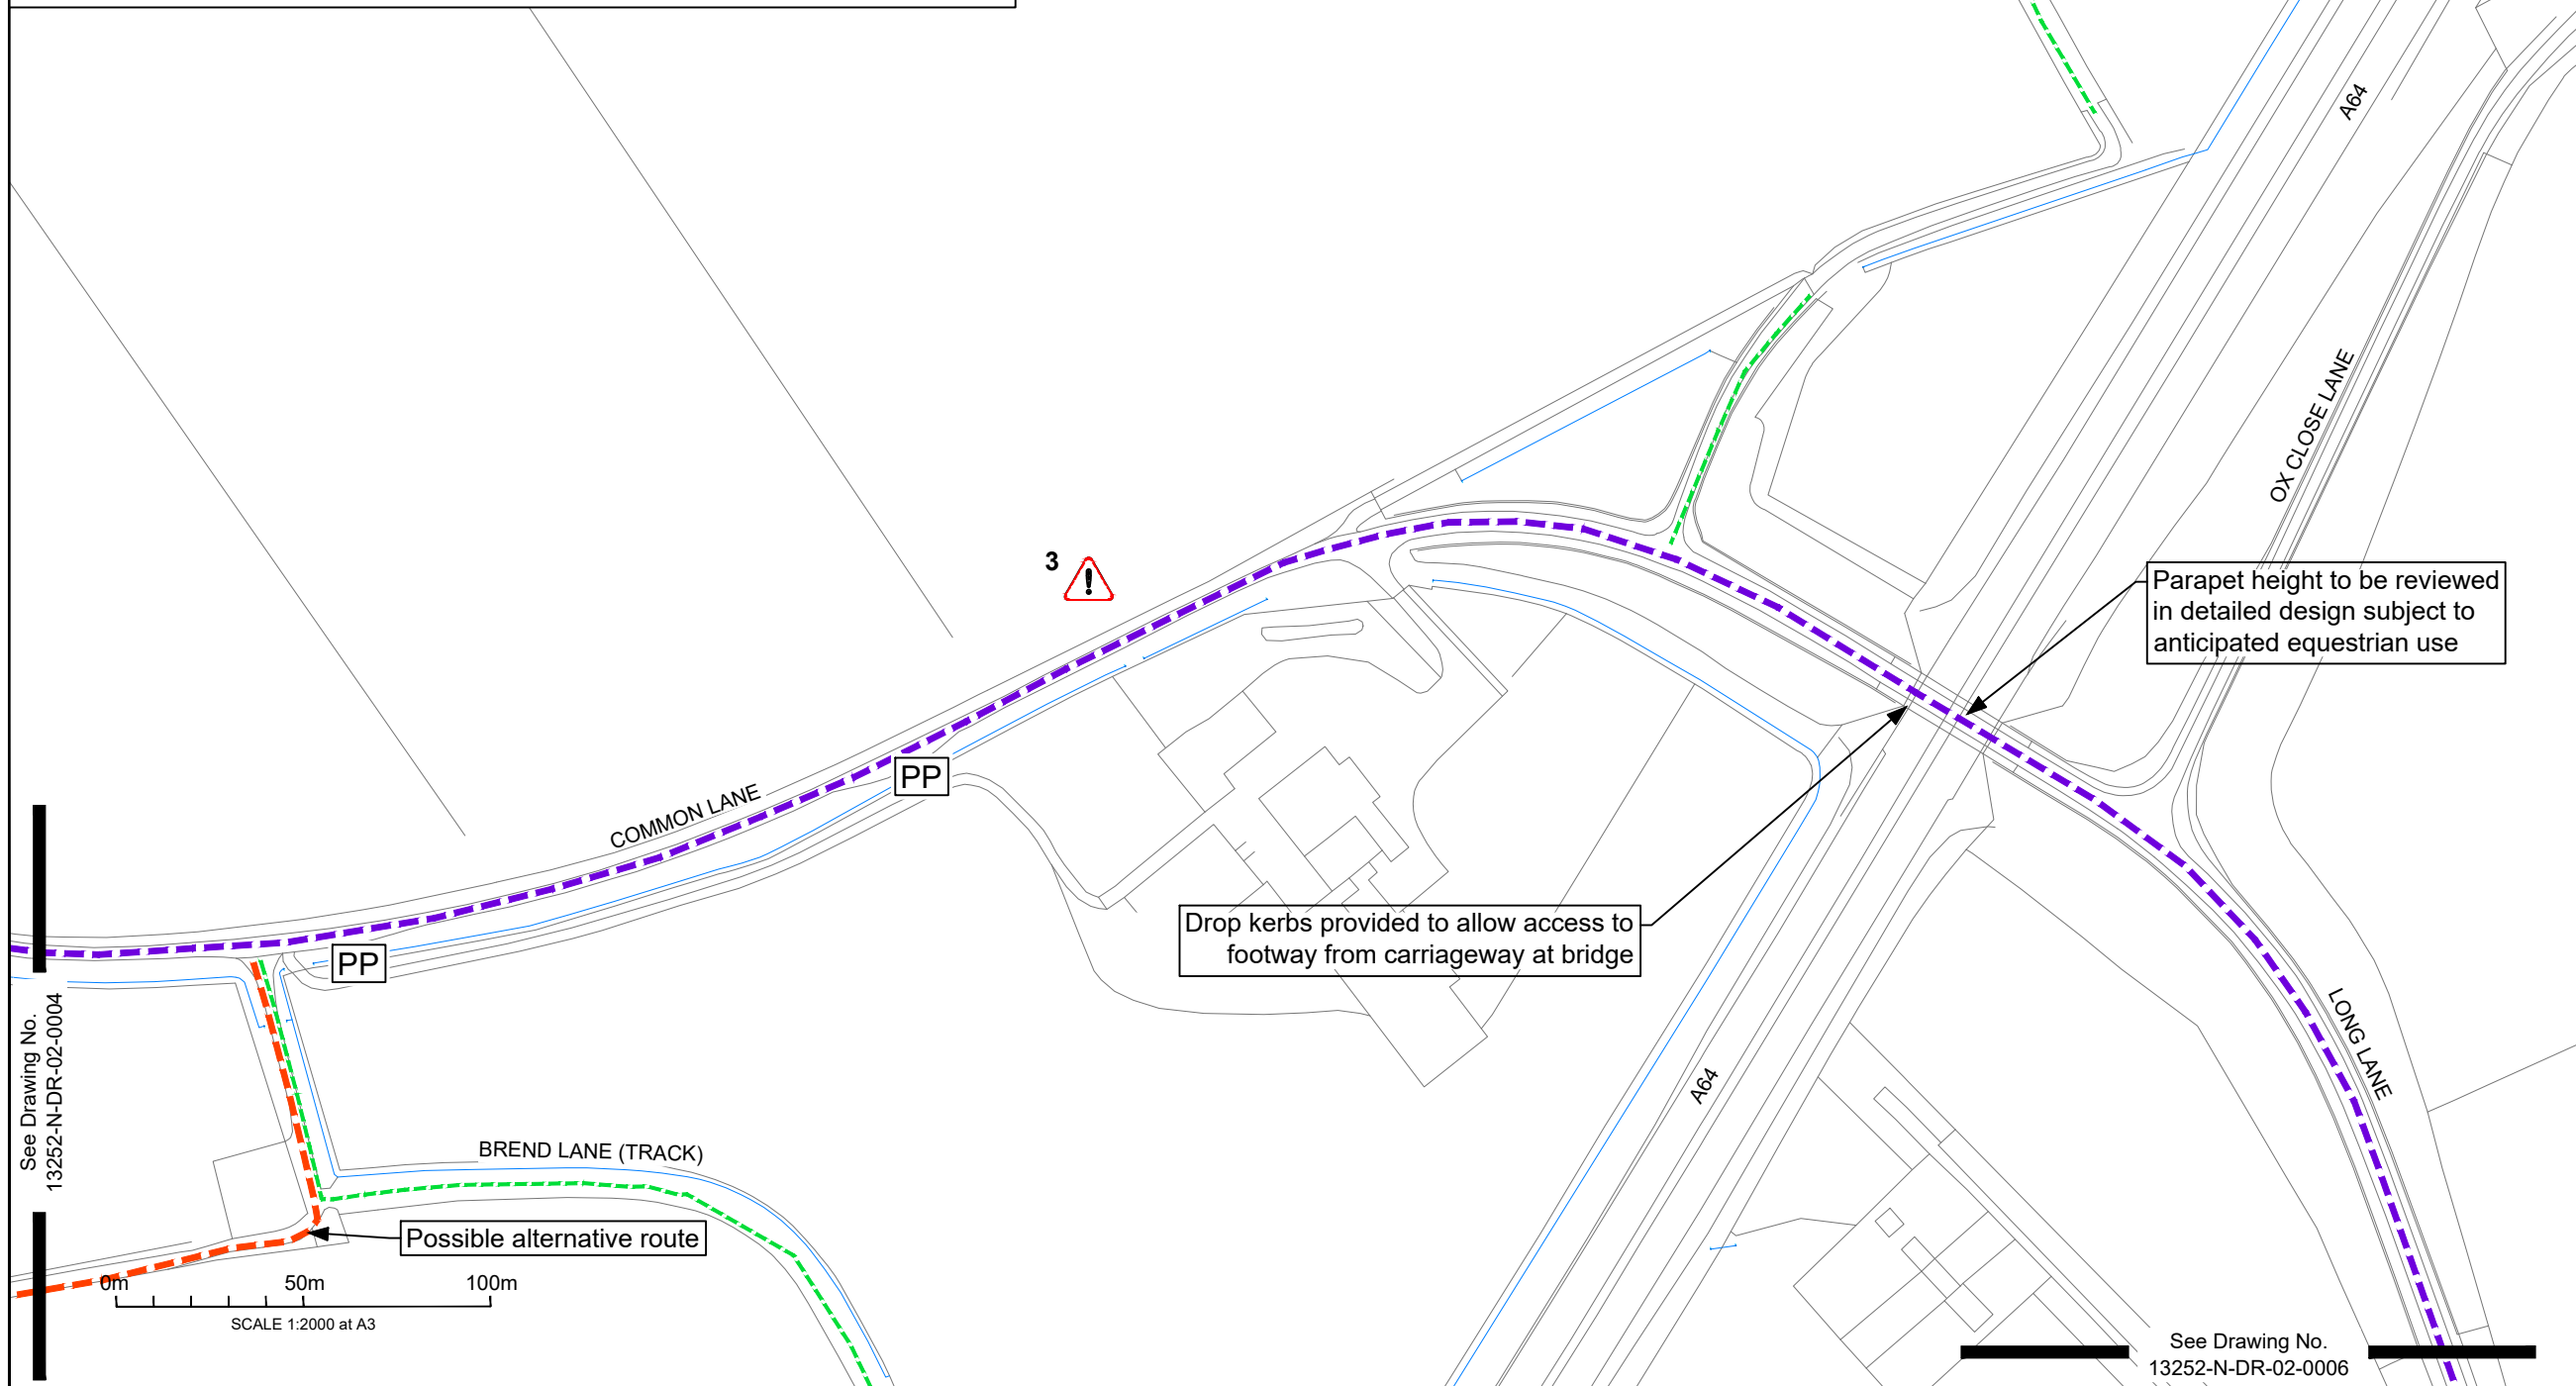 A64
OX CLOSE LANE
3
Parapet height to be reviewed
in detailed design subject to
anticipated equestrian use
PP
COMMON LANE
Drop kerbs provided to allow access to
footway from carriageway at bridge
PP
See Drawing No.
13252-N-DR-02-0004
LONG LANE
A64
BREND LANE (TRACK)
Possible alternative route
0m 50m 100m
SCALE 1:2000 at A3
See Drawing No.
13252-N-DR-02-0006